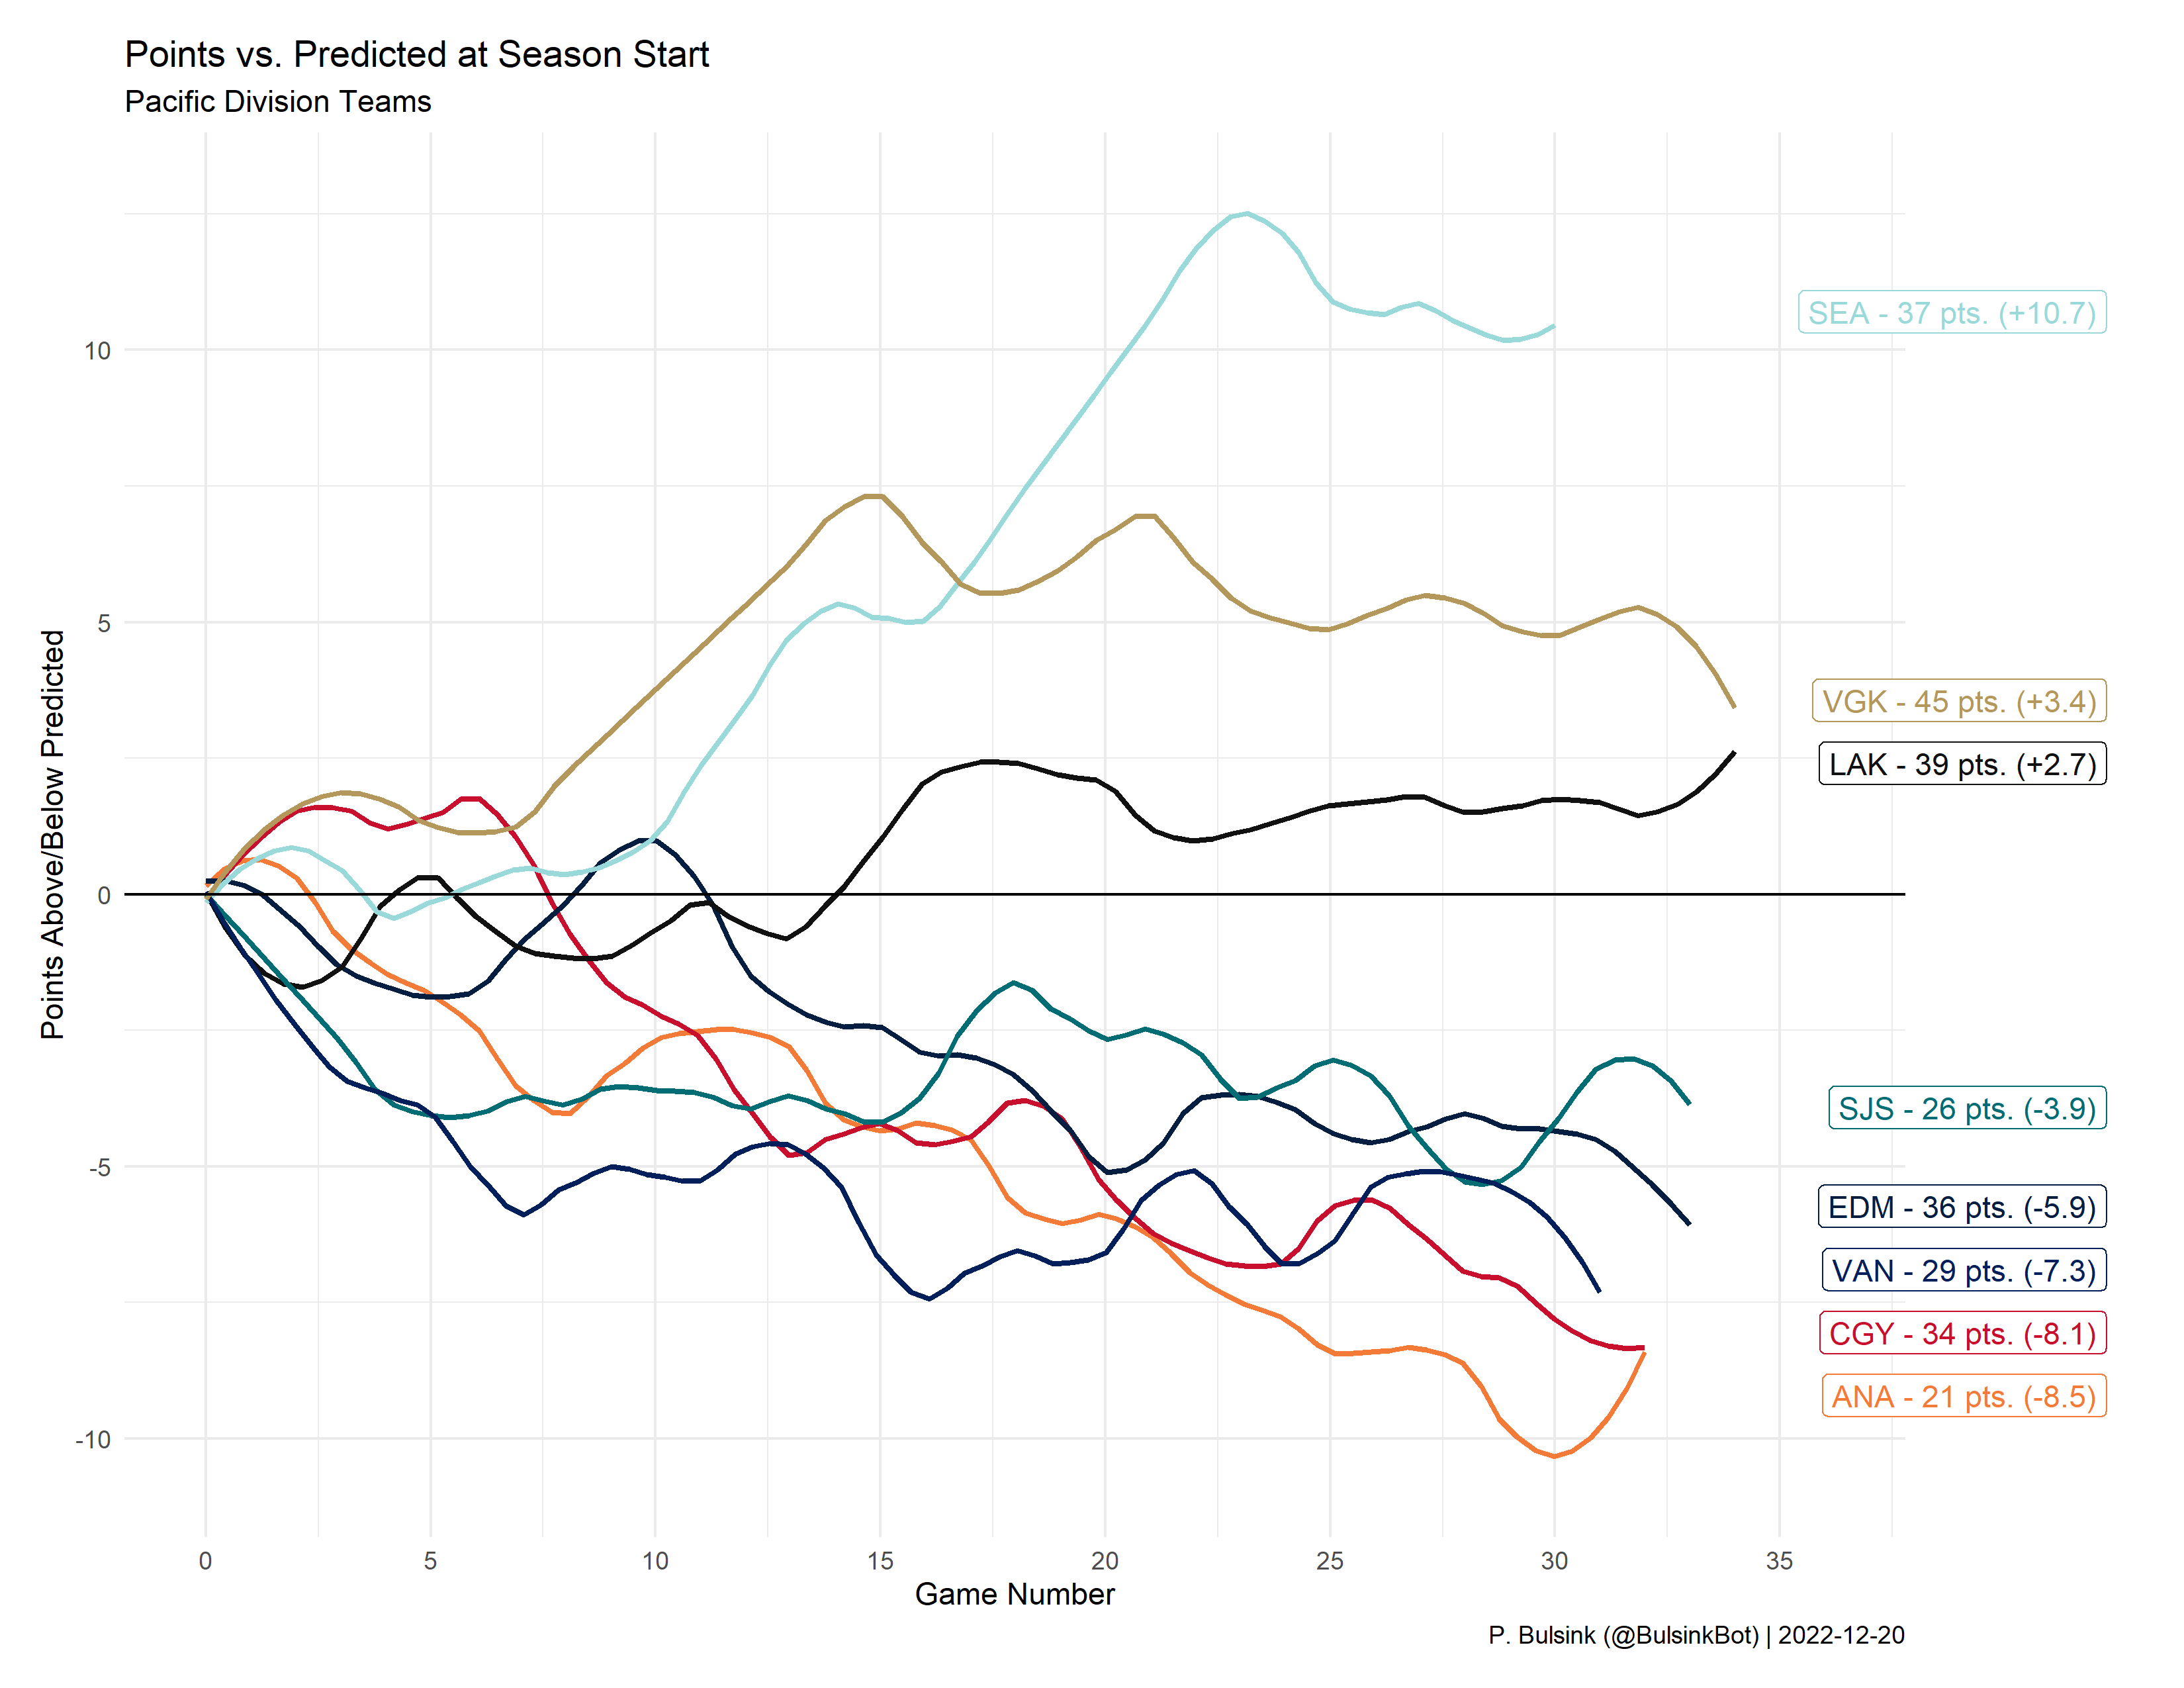 Points vs. Predicted at Season Start
Pacific Division Teams
Points Above/Below Predicted
10
5
0
-5
-10
SEA - 37 pts. (+10.7)
VGK - 45 pts. (+3.4)
LAK - 39 pts. (+2.7)
SJS - 26 pts. (-3.9)
EDM - 36 pts. (-5.9)
VAN - 29 pts. (-7.3)
CGY - 34 pts. (-8.1)
ANA - 21 pts. (-8.5)
0 5 10 15 20 25 30 35
Game Number
P. Bulsink (@BulsinkBot) | 2022-12-20